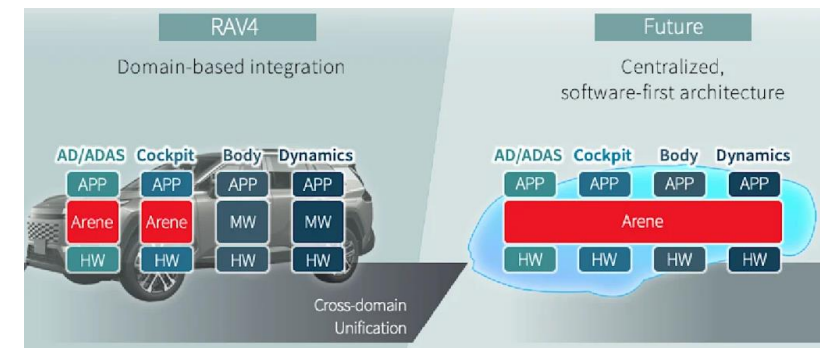 RAV4
Domain-based integration
AD/ADAS Cockpit Body Dynamics
APP APP APP APP
Arene Arene MW MW
HW HW HW HW
Cross-domain
Unification
Future
Centralized,
software-first architecture
AD/ADAS Cockpit Body Dynamics
APP APP APP APP
Arene
HW HW HW HW